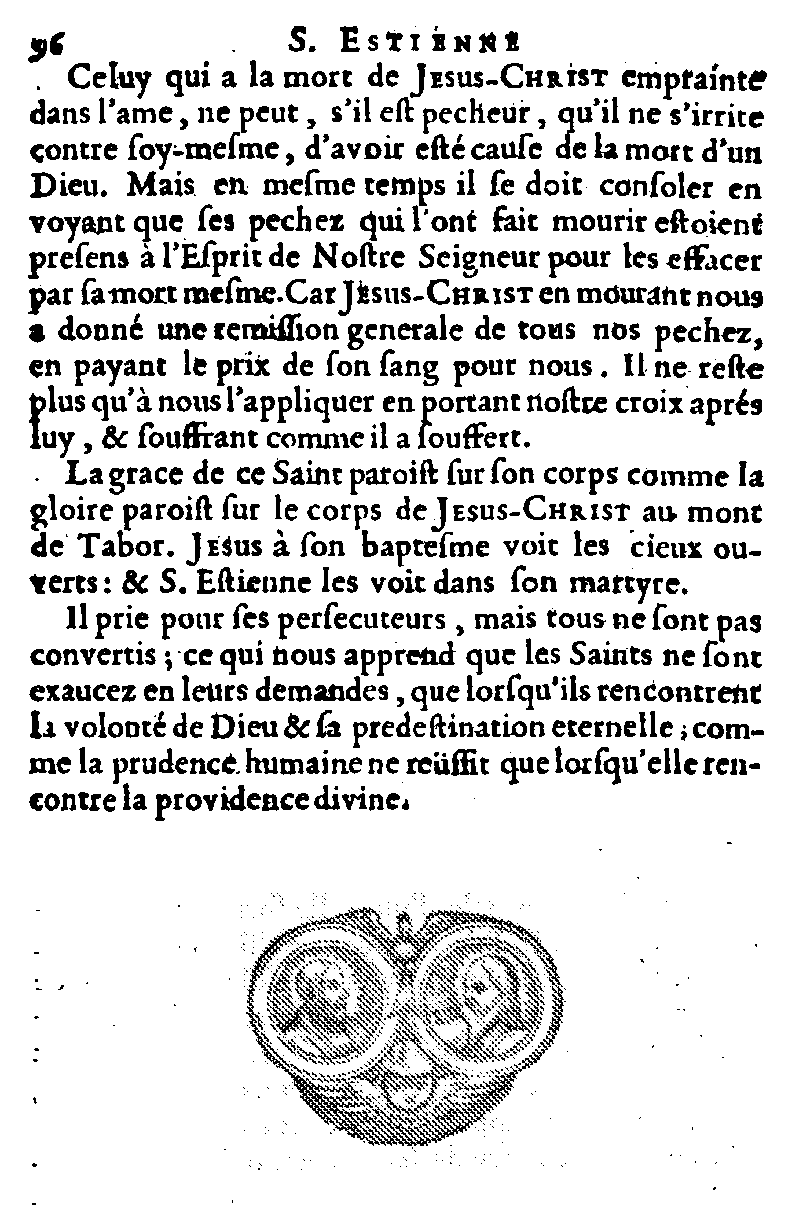 96 S. ESTIENNE
Celuy qui a la mort de JESUS-CHRIST emprainte
dans l'ame, ne peut, s'il eſt pecheur, qu'il ne s'irrite
contre ſoy-meſme, d'avoir eſté cauſe de la mort d'un
Dieu. Mais en meſme temps il ſe doit conſoler en
voyant que ſes pechez qui l'ont fait mourir eſtoient
preſens à l'Eſprit de Noſtre Seigneur pour les effacer
par ſa mort meſme. Car JESUS-CHRIST en mourant nous
a donné une remiſſion generale de tous nos pechez,
en payant le prix de ſon ſang pour nous. Il ne reſte
plus qu'à nous l'appliquer en portant noſtre croix aprés
luy, & ſouffrant comme il a ſouffert.
La grace de ce Saint paroiſt ſur ſon corps comme la
gloire paroiſt ſur le corps de JESUS-CHRIST au mont
de Tabor. JESUS à ſon bapteſme voit les cieux ou-
verts: & S. Eſtienne les voit dans ſon martyre.
Il prie pour ſes perſecuteurs, mais tous ne ſont pas
convertis; ce qui nous apprend que les Saints ne ſont
exaucez en leurs demandes, que lorſqu'ils rencontrent
la volonté de Dieu & ſa predeſtination eternelle; com-
me la prudence humaine ne reüſſit que lorſqu'elle ren-
contre la providence divine.